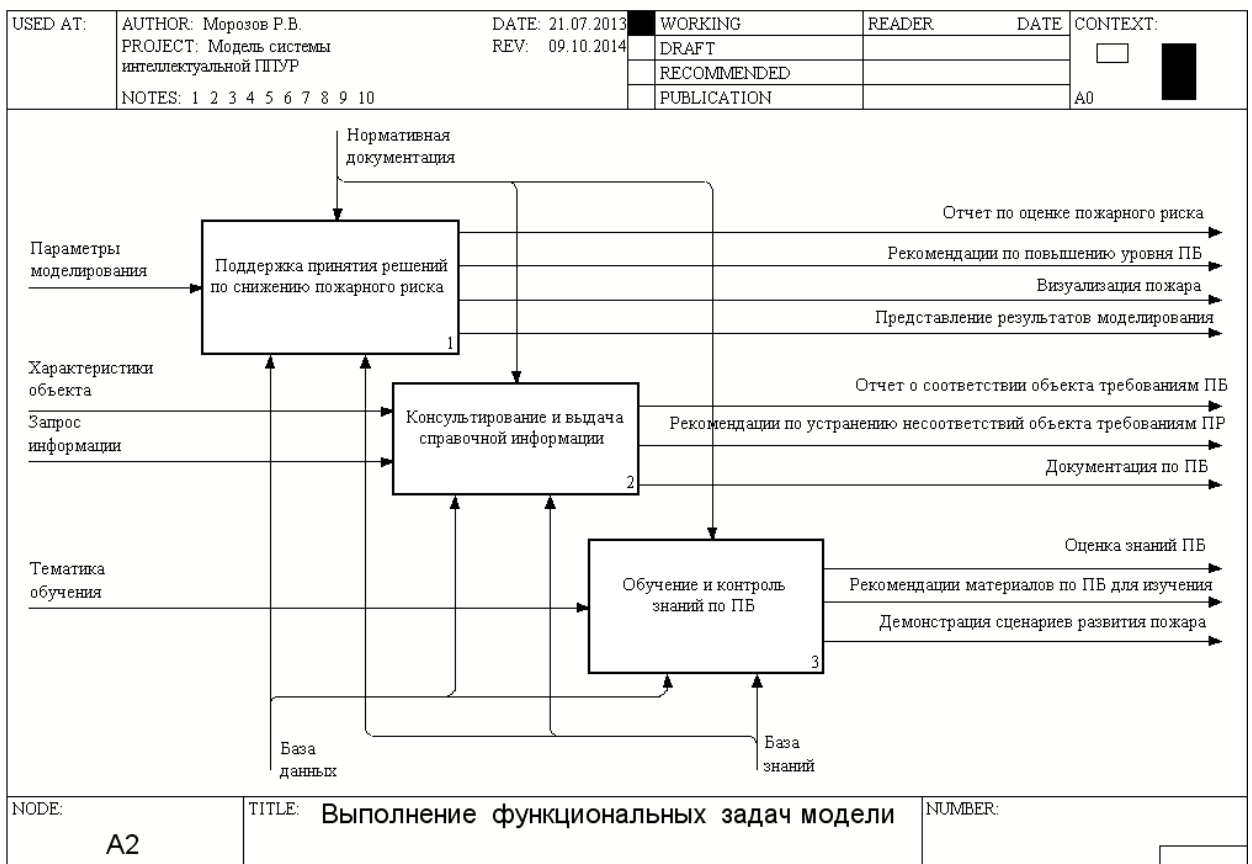 USED AT:
AUTHOR: Морозов Р.В.
DATE: 21.07.2013
PROJECT: Модель системы
REV: 09.10.2014
интеллектуальной ППУР
NOTES: 1 2 3 4 5 6 7 8 9 10
WORKING
DRAFT
RECOMMENDED
PUBLICATION
READER
DATE
CONTEXT:
A0
Нормативная
документация
Параметры
моделирования
Поддержка принятия решений
по снижению пожарного риска
1
Отчет по оценке пожарного риска
Рекомендации по повышению уровня ПБ
Визуализация пожара
Представление результатов моделирования
Характеристики
объекта
Запрос
информации
Консультирование и выдача
справочной информации
2
Отчет о соответствии объекта требованиям ПБ
Рекомендации по устранению несоответствий объекта требованиям ПР
Документация по ПБ
Тематика
обучения
Обучение и контроль
знаний по ПБ
3
Оценка знаний ПБ
Рекомендации материалов по ПБ для изучения
Демонстрация сценариев развития пожара
База
данных
База
знаний
NODE:
A2
TITLE:
Выполнение функциональных задач модели
NUMBER: